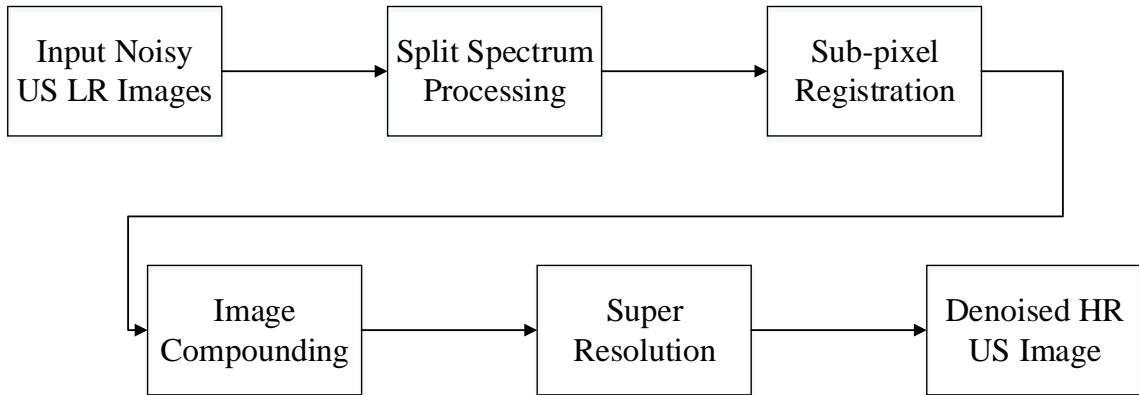 Input Noisy
US LR Images
Split Spectrum
Processing
Sub-pixel
Registration
Image
Compounding
Super
Resolution
Denoised HR
US Image